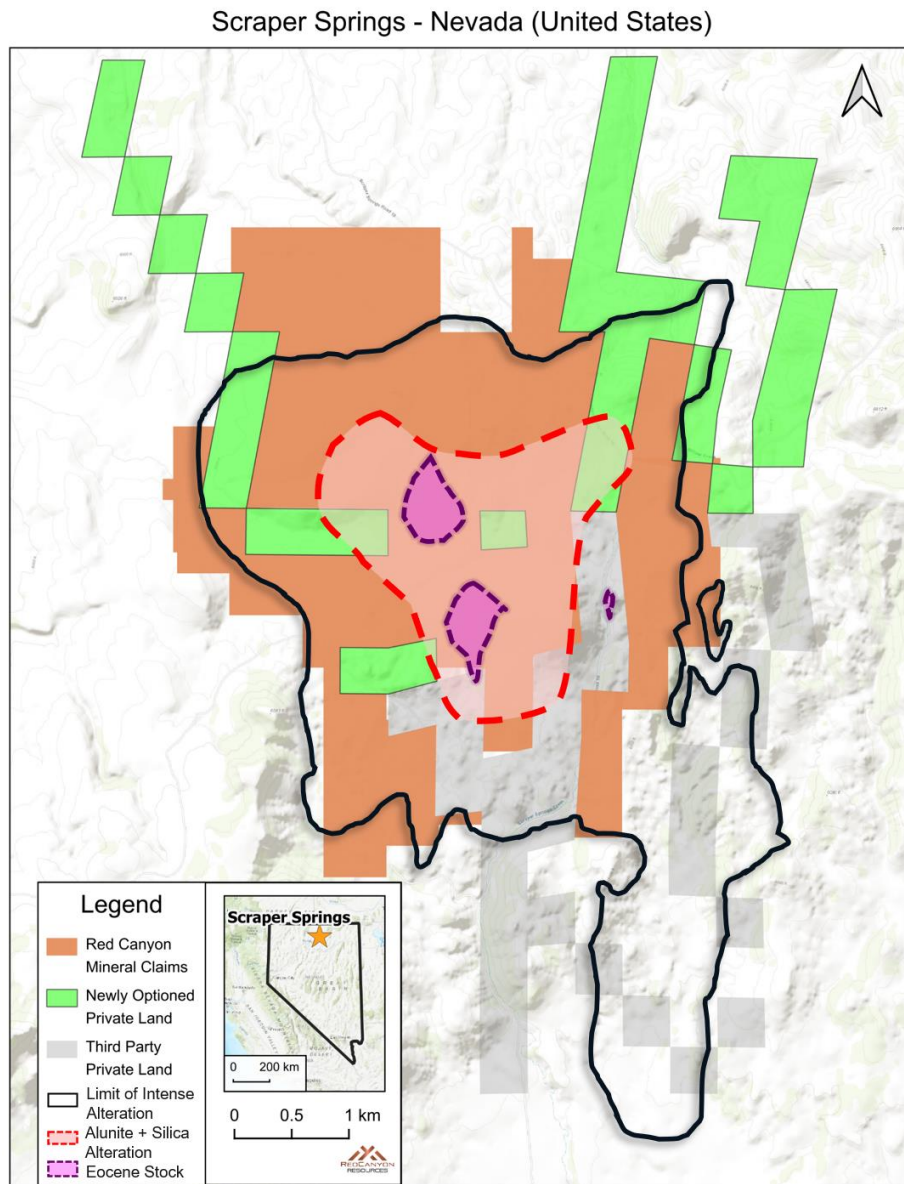 Scraper Springs - Nevada (United States)
Legend
Red Canyon
Mineral Claims
Newly Optioned
Private Land
Third Party
Private Land
Limit of Intense
Alteration
Alunite + Silica
Alteration
Eocene Stock
Scraper Springs
0 200 km
0 0.5 1 km
REDCANYON
RESOURCES